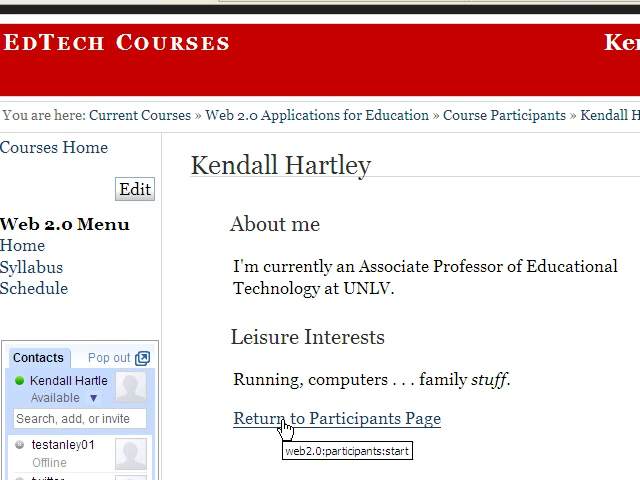 EDTECH COURSES
Ken
You are here: Current Courses » Web 2.0 Applications for Education » Course Participants » Kendall H
Courses Home
Edit
Web 2.0 Menu
Home
Syllabus
Schedule
Contacts
Pop out
Kendall Hartle
Available
Search, add, or invite
testanley01
Offline
twitter
Kendall Hartley
About me
I'm currently an Associate Professor of Educational
Technology at UNLV.
Leisure Interests
Running, computers . . . family stuff.
Return to Participants Page
web2.0:participants:start